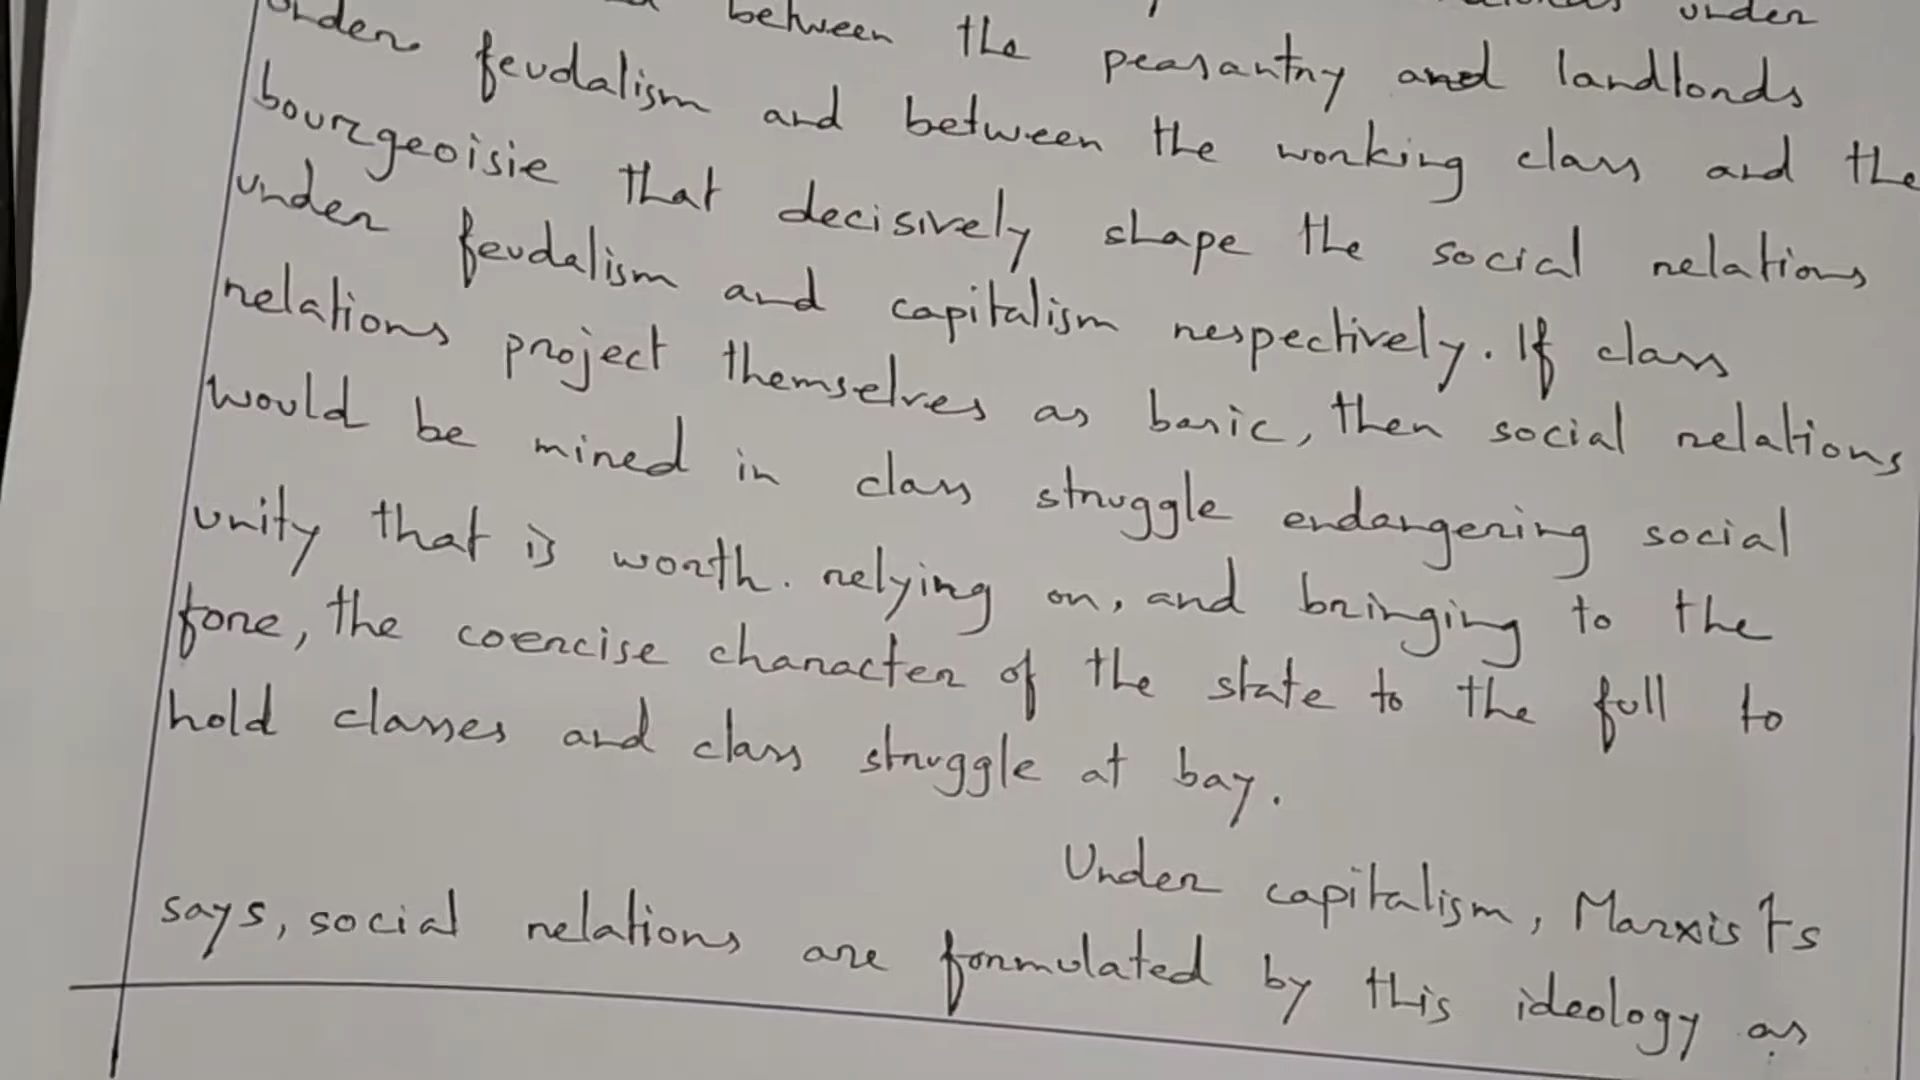 under
between the peasantry and landlords
under feudalism and between the working class and the
bourgeoisie that decisively shape the social relations
under feudalism and capitalism respectively. If class
relations project themselves as basic, then social relations
would be mired in class struggle endangering social
unity that is worth. relying on, and bringing to the
fore, the coercise character of the state to the full to
hold classes and class struggle at bay.
Under capitalism, Marxists
says, social relations are formulated by this ideology as